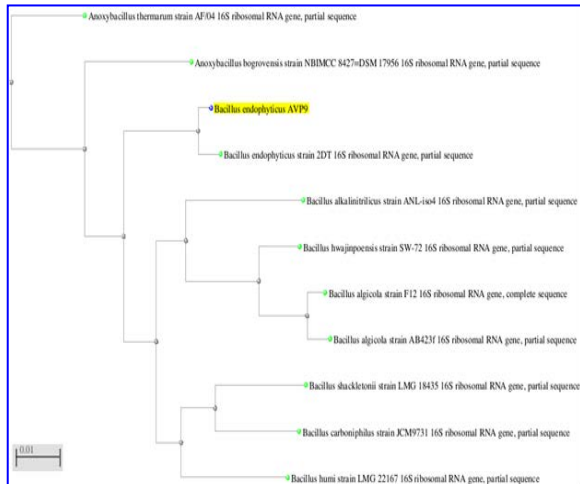 Anoxybacillus thermarum strain AF/04 16S ribosomal RNA gene, partial sequence
Anoxybacillus bogrovensis strain NBIMCC 8427=DSM 17956 16S ribosomal RNA gene, partial sequence
Bacillus endophyticus AVP9
Bacillus endophyticus strain 2DT 16S ribosomal RNA gene, partial sequence
Bacillus alkalinitrilicus strain ANL-iso4 16S ribosomal RNA gene, partial sequence
Bacillus hwajinpoensis strain SW-72 16S ribosomal RNA gene, partial sequence
Bacillus algicola strain F12 16S ribosomal RNA gene, complete sequence
Bacillus algicola strain AB423f 16S ribosomal RNA gene, partial sequence
Bacillus shackletonii strain LMG 18435 16S ribosomal RNA gene, partial sequence
Bacillus carboniphilus strain JCM9731 16S ribosomal RNA gene, partial sequence
0.01
Bacillus humi strain LMG 22167 16S ribosomal RNA gene, partial sequence